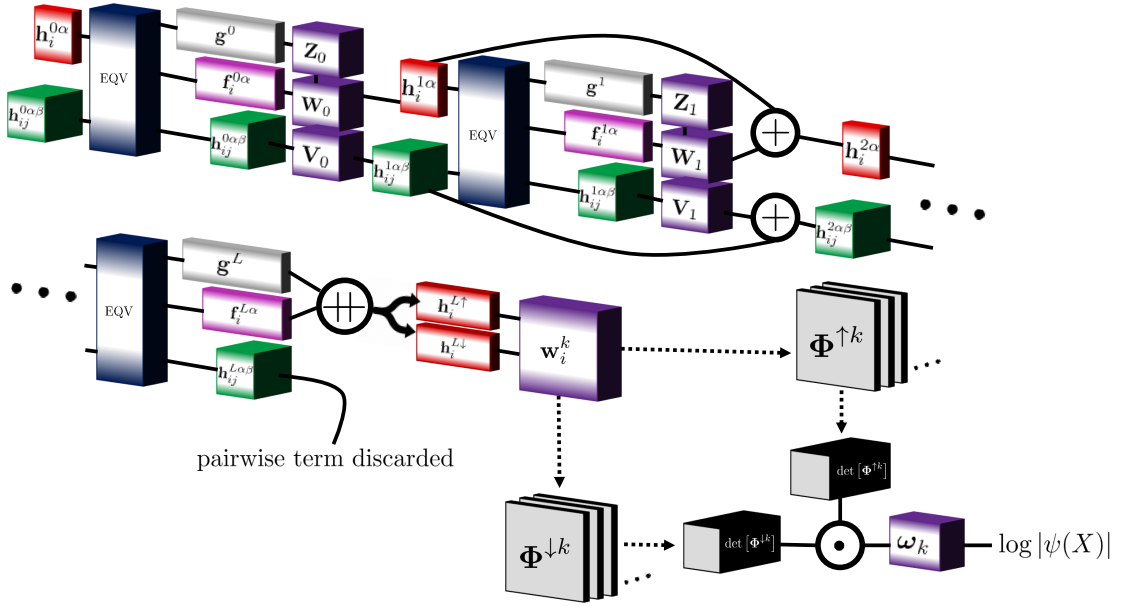 h_i^{0α}
EQV
g^0
Z_0
h_{ij}^{0αβ}
f_i^{0α}
W_0
h_{ij}^{0αβ}
V_0
h_i^{1α}
h_{ij}^{1αβ}
EQV
g^1
Z_1
f_i^{1α}
W_1
h_{ij}^{1αβ}
V_1
+
+
h_i^{2α}
h_{ij}^{2αβ}
EQV
g^L
f_i^{Lα}
h_{ij}^{Lαβ}
pairwise term discarded
h_i^{L↑}
h_i^{L↓}
w_i^k
Φ^{↑k}
det [Φ^{↑k}]
Φ^{↓k}
det [Φ^{↓k}]
ω_k
log |ψ(X)|